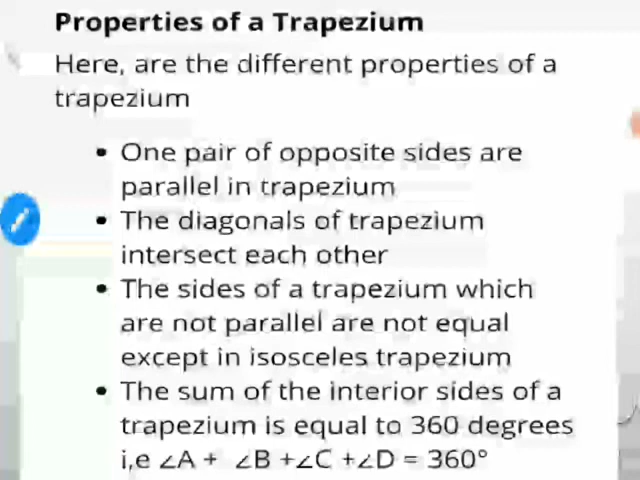 Properties of a Trapezium
Here, are the different properties of a
trapezium
• One pair of opposite sides are
parallel in trapezium
• The diagonals of trapezium
intersect each other
• The sides of a trapezium which
are not parallel are not equal
except in isosceles trapezium
• The sum of the interior sides of a
trapezium is equal to 360 degrees
i,e ∠A + ∠B +∠C +∠D = 360°